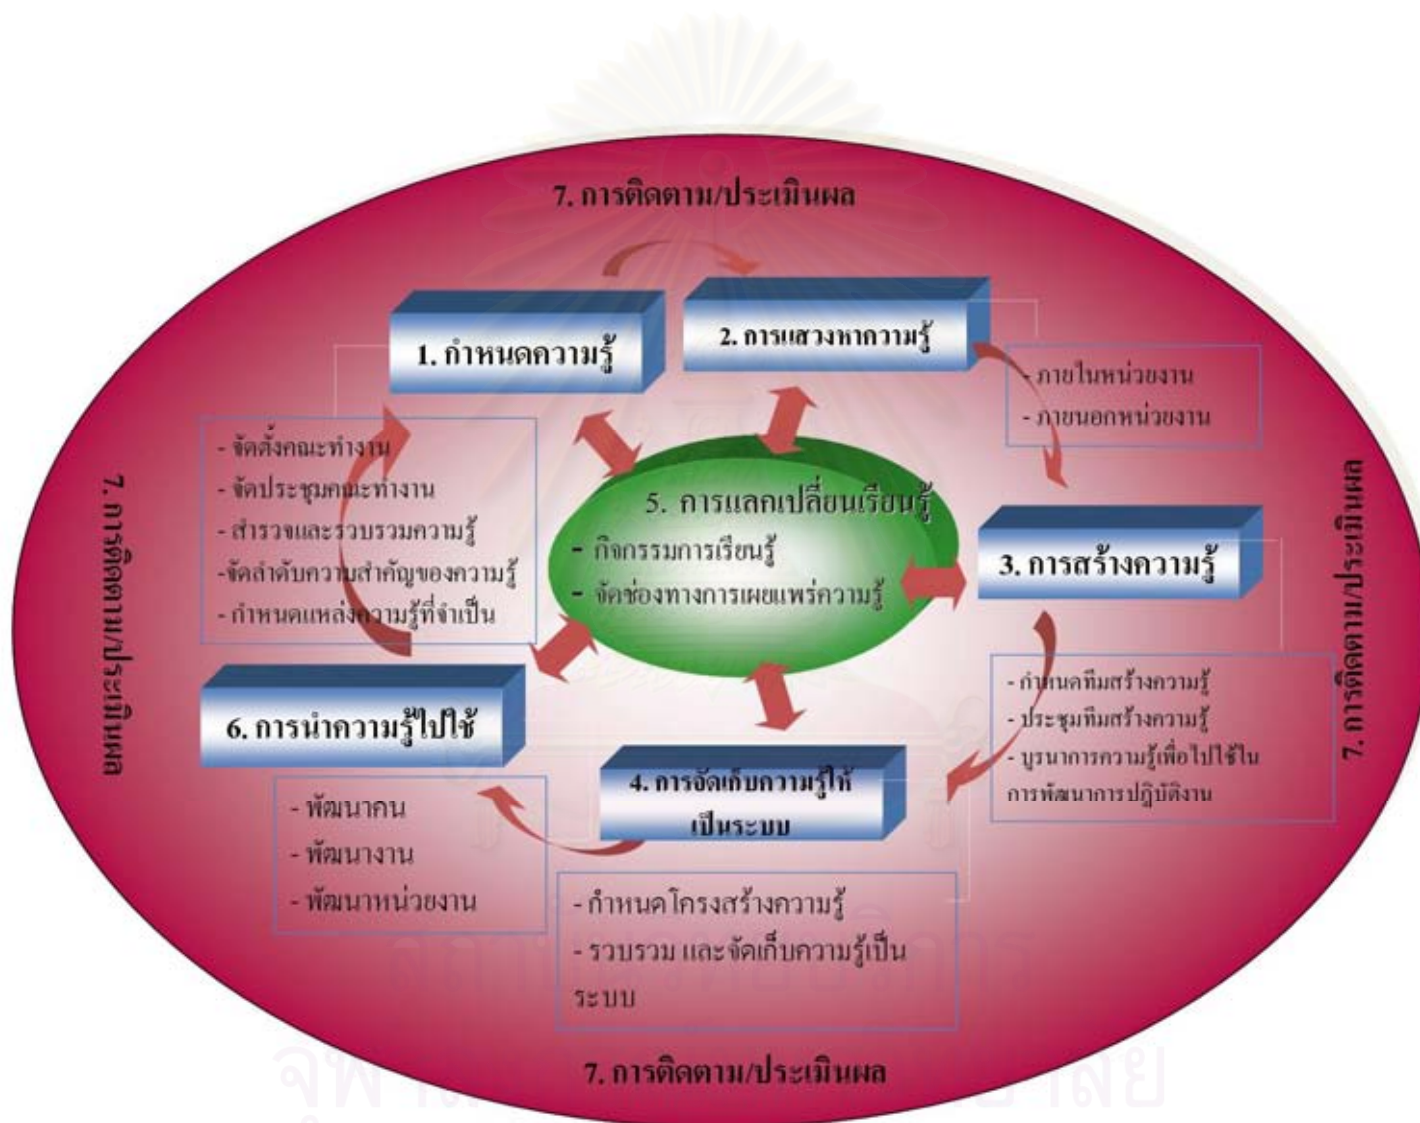 7. การติดตาม/ประเมินผล
1. กำหนดความรู้
2. การแสวงหาความรู้
- ภายในหน่วยงาน
- ภายนอกหน่วยงาน
- จัดตั้งคณะทำงาน
- จัดประชุมคณะทำงาน
- สำรวจและรวบรวมความรู้
-จัดลำดับความสำคัญของความรู้
- กำหนดแหล่งความรู้ที่จำเป็น
5. การแลกเปลี่ยนเรียนรู้
- กิจกรรมการเรียนรู้
- จัดช่องทางการเผยแพร่ความรู้
3. การสร้างความรู้
7. การติดตาม/ประเมินผล
7. การติดตาม/ประเมินผล
- กำหนดทีมสร้างความรู้
- ประชุมทีมสร้างความรู้
- บูรนาการความรู้เพื่อไปใช้ใน
การพัฒนาการปฏิบัติงาน
6. การนำความรู้ไปใช้
4. การจัดเก็บความรู้ให้
เป็นระบบ
- พัฒนาคน
- พัฒนางาน
- พัฒนาหน่วยงาน
- กำหนดโครงสร้างความรู้
- รวบรวม และจัดเก็บความรู้เป็น
ระบบ
7. การติดตาม/ประเมินผล